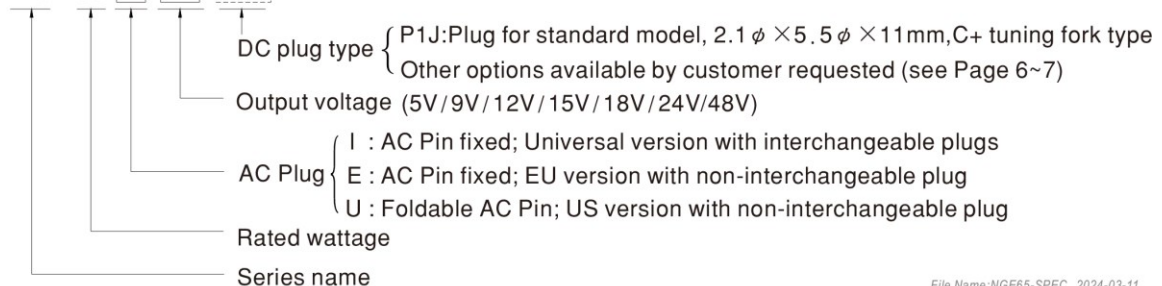 DC plug type { P1J:Plug for standard model, 2.1 φ ×5.5 φ ×11mm,C+ tuning fork type
Other options available by customer requested (see Page 6~7)
Output voltage (5V/9V/12V/15V/18V/24V/48V)
I : AC Pin fixed; Universal version with interchangeable plugs
AC Plug { E : AC Pin fixed; EU version with non-interchangeable plug
U : Foldable AC Pin; US version with non-interchangeable plug
Rated wattage
Series name
File Name:NGE65-SPEC 2024-03-11